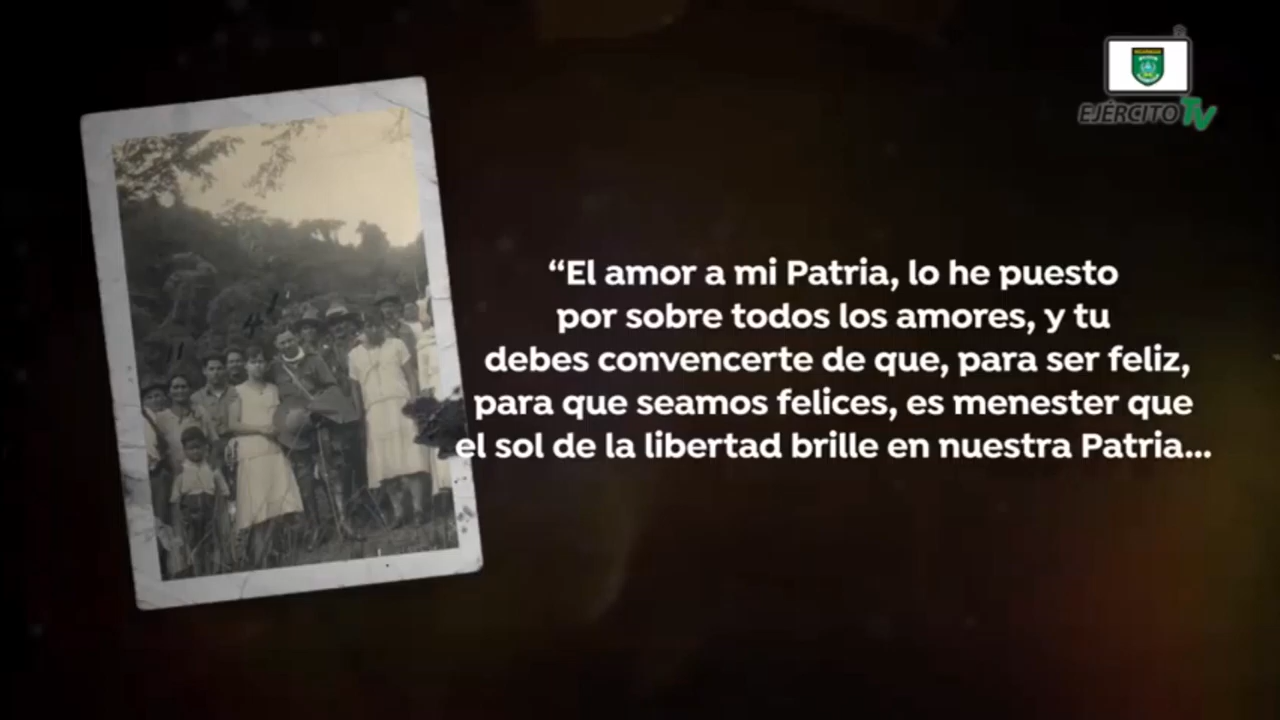 EJÉRCITO TV
“El amor a mi Patria, lo he puesto
por sobre todos los amores, y tu
debes convencerte de que, para ser feliz,
para que seamos felices, es menester que
el sol de la libertad brille en nuestra Patria...